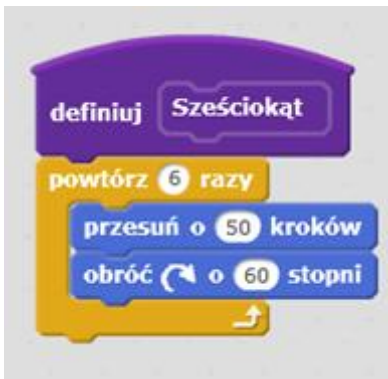 definiuj Sześciokąt
powtórz 6 razy
przesuń o 50 kroków
obróć o 60 stopni